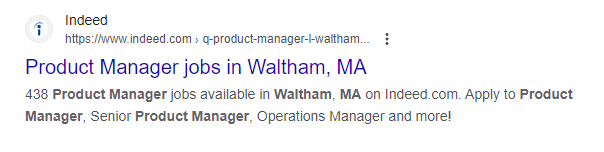 Indeed
https://www.indeed.com › q-product-manager-l-waltham...
Product Manager jobs in Waltham, MA
438 Product Manager jobs available in Waltham, MA on Indeed.com. Apply to Product
Manager, Senior Product Manager, Operations Manager and more!